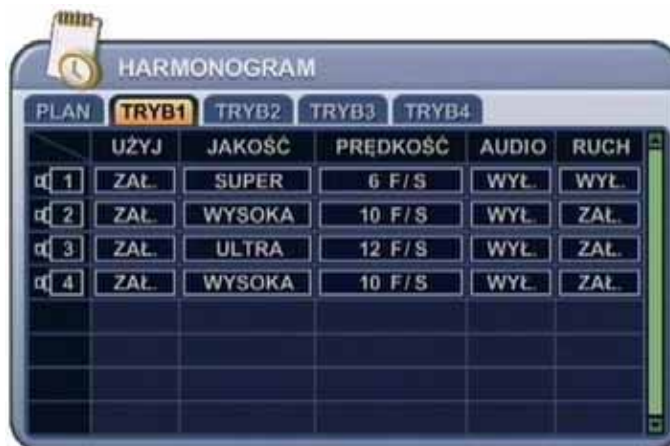 HARMONOGRAM
PLAN TRYB1 TRYB2 TRYB3 TRYB4
UŻYJ JAKOŚĆ PRĘDKOŚĆ AUDIO RUCH
1 ZAŁ. SUPER 6 F/S WYŁ. WYŁ.
2 ZAŁ. WYSOKA 10 F/S WYŁ. ZAŁ.
3 ZAŁ. ULTRA 12 F/S WYŁ. ZAŁ.
4 ZAŁ. WYSOKA 10 F/S WYŁ. ZAŁ.